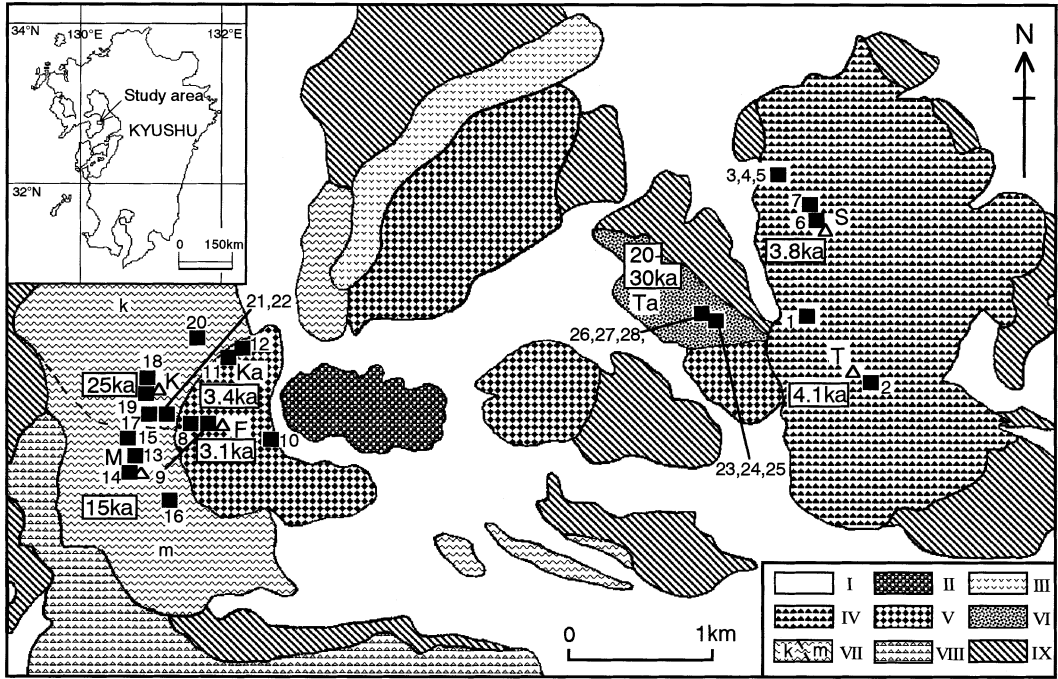 34°N
130°E
132°E
Study area
KYUSHU
32°N
0
150km
N
3,4,5
7
6
S
3.8ka
20-
30ka
Ta
k
21,22
20
12
11
Ka
26,27,28,
1
T
2
4.1ka
18
K
25ka
3.4ka
19
17
8
F
10
15
3.1ka
M
13
14
9
23,24,25
15ka
16
m
0
1km
I
II
III
IV
V
VI
k
m
VII
VIII
IX